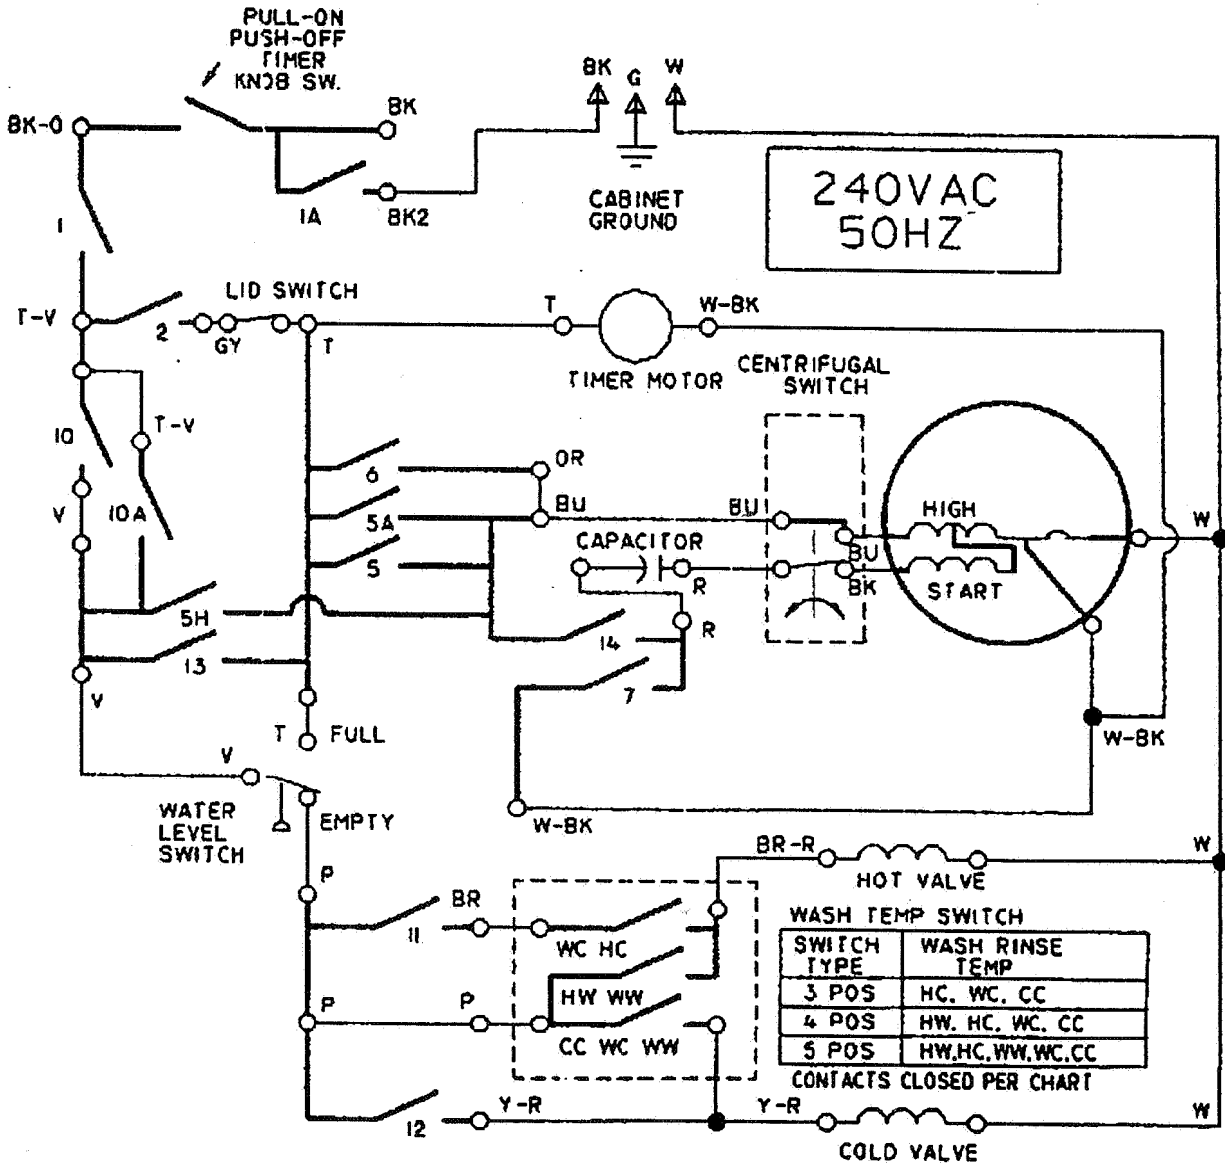 PULL-ON
PUSH-OFF
TIMER
KNOB SW.
BK
BK
G
W
BK-O
1A
BK2
CABINET
GROUND
240VAC
50HZ
1
LID SWITCH
T-V
2
GY
T
T
W-BK
TIMER MOTOR
CENTRIFUGAL
SWITCH
10
T-V
6
OR
V
10A
5A
BU
BU
HIGH
W
5
CAPACITOR
R
BU
BK
START
5H
14
R
13
7
V
T
FULL
W-BK
V
WATER
LEVEL
SWITCH
EMPTY
W-BK
P
BR-R
W
HOT VALVE
11
BR
WC HC
HW WW
P
P
CC WC WW
WASH TEMP SWITCH
SWITCH TYPE
WASH RINSE TEMP
3 POS HC. WC. CC
4 POS HW. HC. WC. CC
5 POS HW,HC,WW,WC,CC
CONTACTS CLOSED PER CHART
12
Y-R
Y-R
W
COLD VALVE